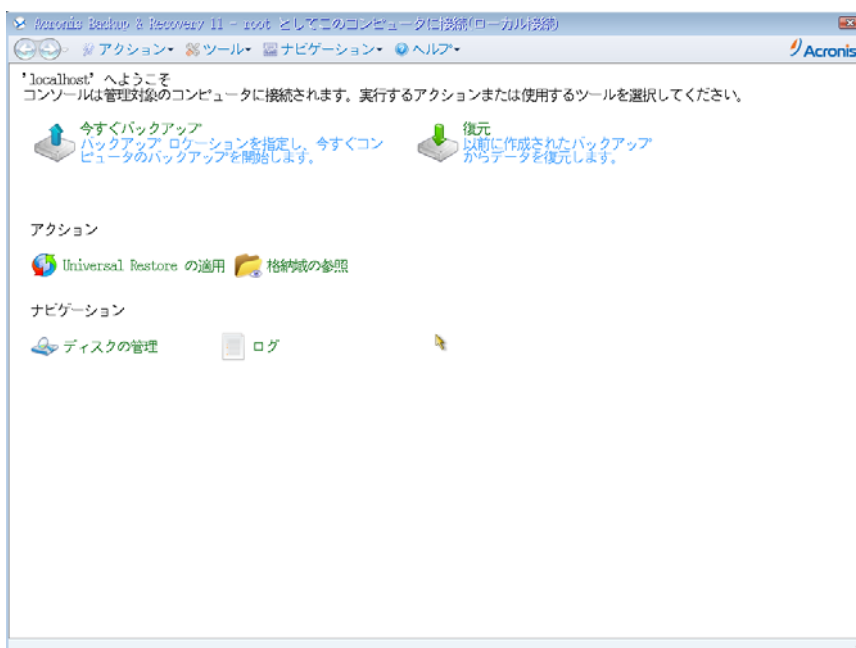 Acronis Backup & Recovery 11 - root としてこのコンピュータに接続(ローカル接続)
アクション ツール ナビゲーション ヘルプ Acronis
'localhost' へようこそ
コンソールは管理対象のコンピュータに接続されます。実行するアクションまたは使用するツールを選択してください。
今すぐバックアップ
バックアップ ロケーションを指定し、今すぐコン
ピュータのバックアップを開始します。
復元
以前に作成されたバックアップ
からデータを復元します。
アクション
Universal Restore の適用 格納域の参照
ナビゲーション
ディスクの管理 ログ